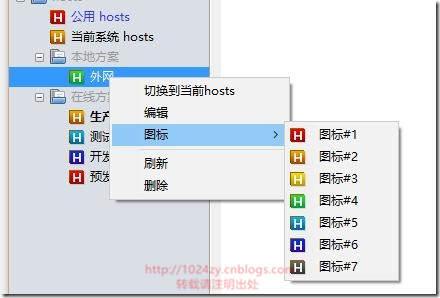 hosts
公用 hosts
当前系统 hosts
本地方案
外网
在线方案
生产
测试
开发
预发
切换到当前hosts
编辑
图标
刷新
删除
图标#1
图标#2
图标#3
图标#4
图标#5
图标#6
图标#7
http://1024zy.cnblogs.com
转载请注明出处